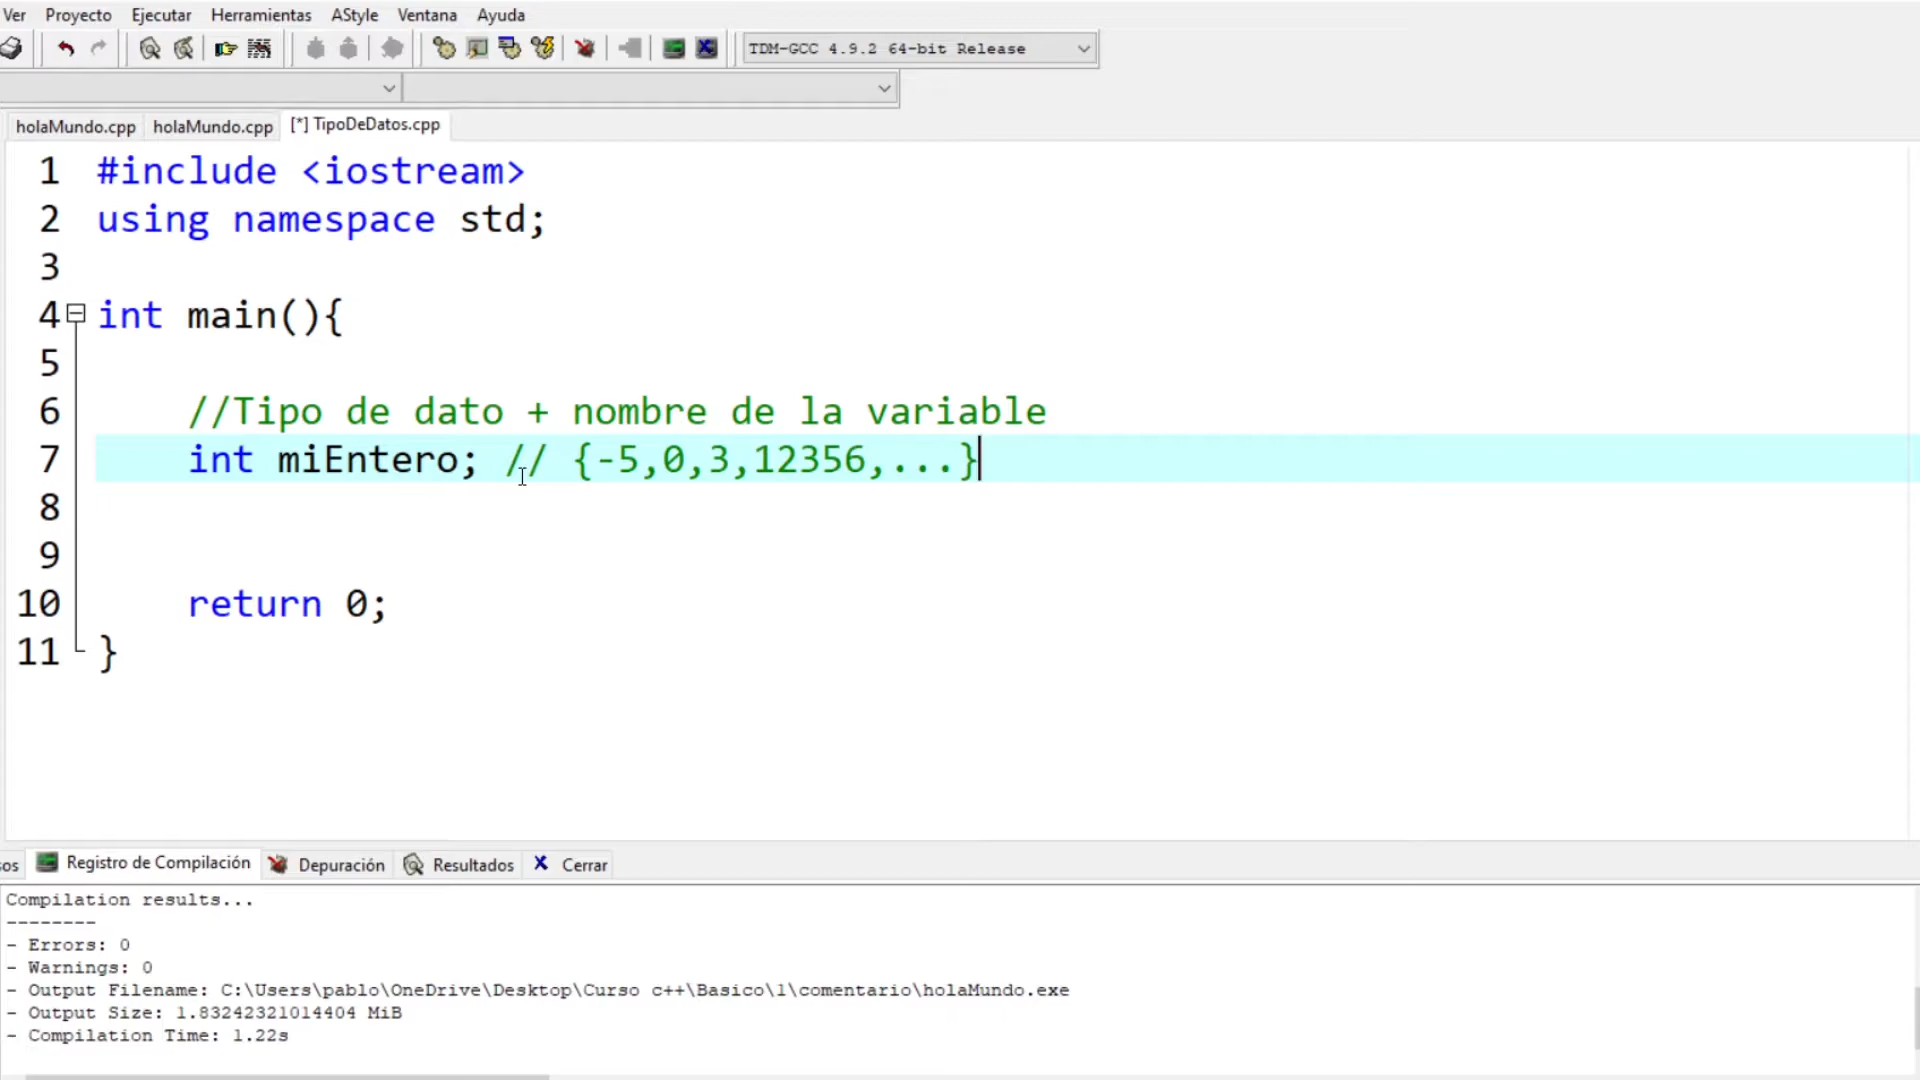 Ver Proyecto Ejecutar Herramientas AStyle Ventana Ayuda
TDM-GCC 4.9.2 64-bit Release
holaMundo.cpp holaMundo.cpp [*] TipoDeDatos.cpp
1 #include <iostream>
2 using namespace std;
3
4 int main(){
5
6 //Tipo de dato + nombre de la variable
7 int miEntero; // {-5,0,3,12356,...}
8
9
10 return 0;
11 }
sos Registro de Compilación Depuración Resultados Cerrar
Compilation results...
--------
- Errors: 0
- Warnings: 0
- Output Filename: C:\Users\pablo\OneDrive\Desktop\Curso c++\Basico\1\comentario\holaMundo.exe
- Output Size: 1.83242321014404 MiB
- Compilation Time: 1.22s